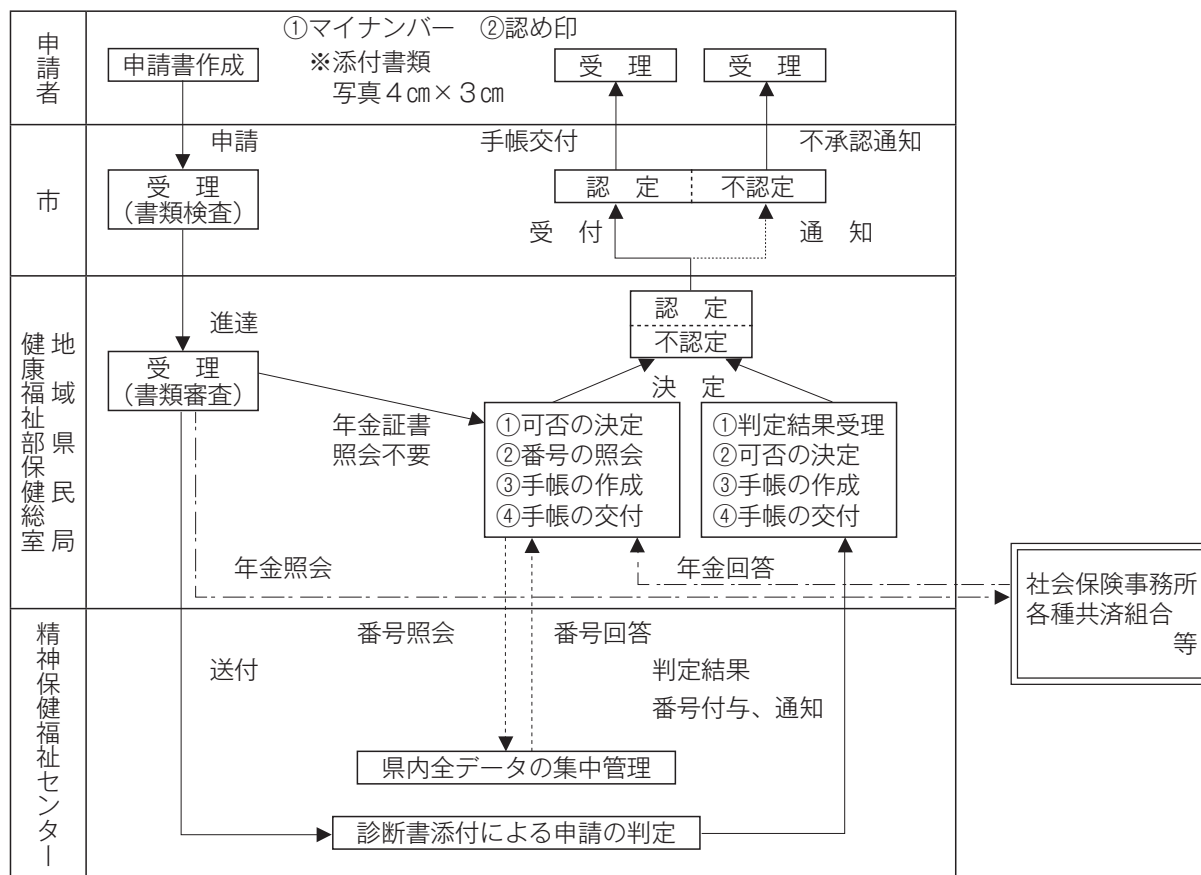 申請者
①マイナンバー　②認め印
申請書作成
※添付書類
写真４㎝×３㎝
受　理
受　理
市
申請
手帳交付
不承認通知
受　理
（書類検査）
認　定
不認定
受　付
通　知
地域県民局
健康福祉部保健総室
進達
認　定
不認定
受　理
（書類審査）
決　定
年金証書
照会不要
①可否の決定
②番号の照会
③手帳の作成
④手帳の交付
①判定結果受理
②可否の決定
③手帳の作成
④手帳の交付
年金照会
年金回答
社会保険事務所
各種共済組合
等
精神保健福祉センター
番号照会
番号回答
送付
判定結果
番号付与、通知
県内全データの集中管理
診断書添付による申請の判定